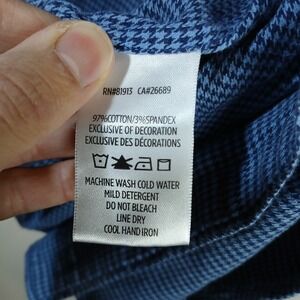 RN#81913 CA#26689
97%COTTON/3%SPANDEX
EXCLUSIVE OF DECORATION
EXCLUSIVE DES DÉCORATIONS
MACHINE WASH COLD WATER
MILD DETERGENT
DO NOT BLEACH
LINE DRY
COOL HAND IRON